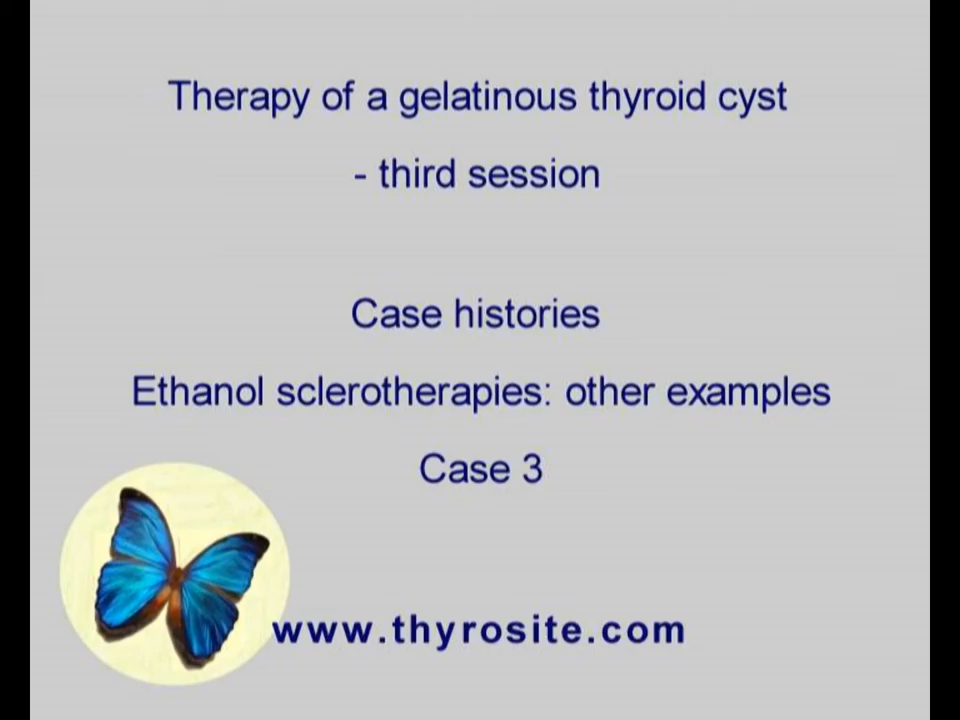 Therapy of a gelatinous thyroid cyst
- third session
Case histories
Ethanol sclerotherapies: other examples
Case 3
www.thyrosite.com